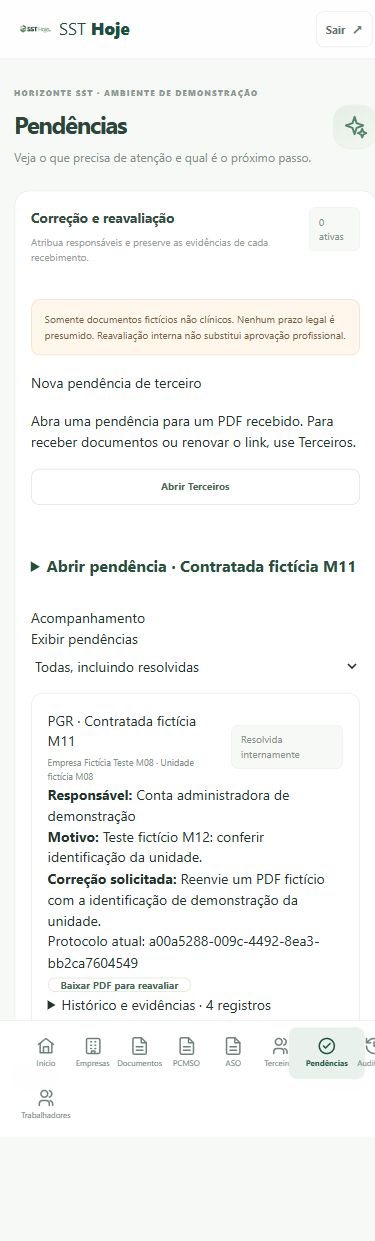 SST Hoje
SST Hoje
Sair ↗
HORIZONTE SST · AMBIENTE DE DEMONSTRAÇÃO
Pendências
Veja o que precisa de atenção e qual é o próximo passo.
Correção e reavaliação
0
ativas
Atribua responsáveis e preserve as evidências de cada
recebimento.
Somente documentos fictícios não clínicos. Nenhum prazo legal é
presumido. Reavaliação interna não substitui aprovação profissional.
Nova pendência de terceiro
Abra uma pendência para um PDF recebido. Para
receber documentos ou renovar o link, use Terceiros.
Abrir Terceiros
▶ Abrir pendência · Contratada fictícia M11
Acompanhamento
Exibir pendências
Todas, incluindo resolvidas
PGR · Contratada fictícia
M11
Resolvida
internamente
Empresa Fictícia Teste M08 · Unidade
fictícia M08
Responsável: Conta administradora de
demonstração
Motivo: Teste fictício M12: conferir
identificação da unidade.
Correção solicitada: Reenvie um PDF fictício
com a identificação de demonstração da
unidade.
Protocolo atual: a00a5288-009c-4492-8ea3-
bb2ca7604549
Baixar PDF para reavaliar
▶ Histórico e evidências · 4 registros
Início
Empresas
Documentos
PCMSO
ASO
Terceir
Pendências
Audi
Trabalhadores